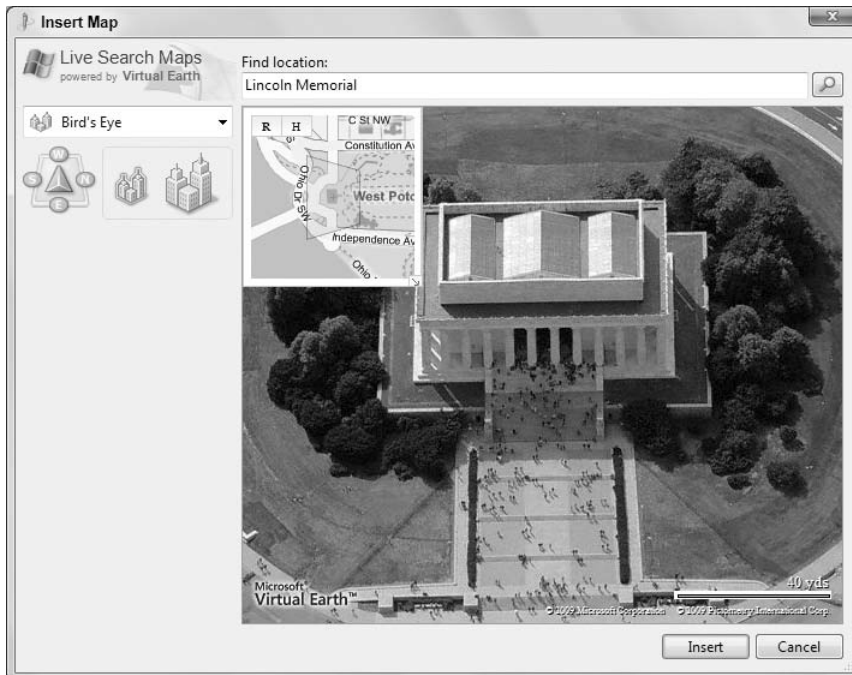 Insert Map
Live Search Maps
powered by Virtual Earth
Find location:
Lincoln Memorial
Bird's Eye
W
S N
E
R H
C St NW
Constitution Av
Ohio Dr SW
West Poto
Independence Av
Ohio
Microsoft®
Virtual Earth™
40 yds
© 2009 Microsoft Corporation © 2009 Pictometry International Corp
Insert Cancel